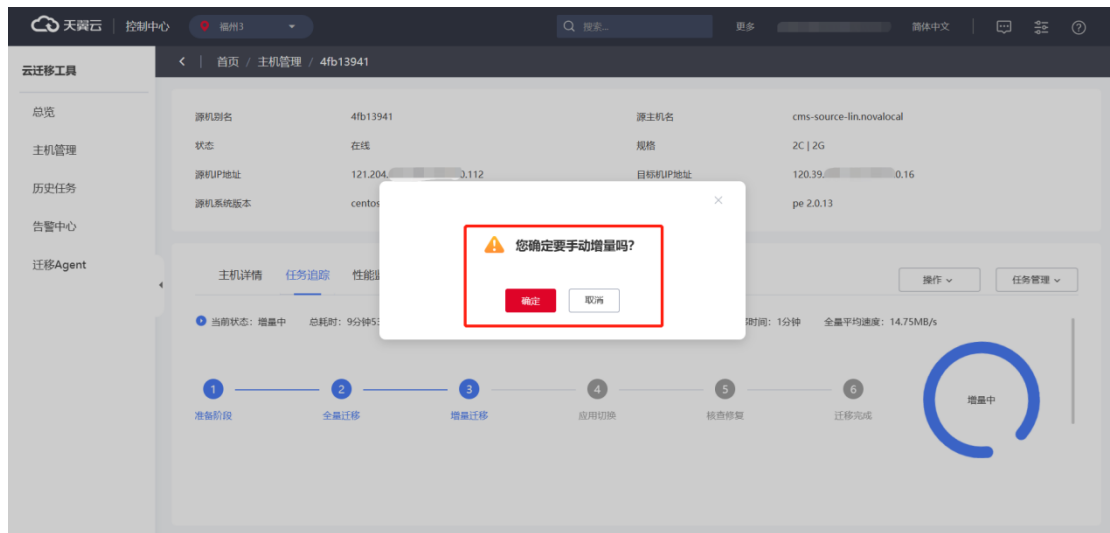 天翼云 控制中心 福州3 搜索... 更多 简体中文
云迁移工具
首页 / 主机管理 / 4fb13941
总览
主机管理
历史任务
告警中心
迁移Agent
源机别名 4fb13941 源主机名 cms-source-lin.novalocal
状态 在线 规格 2C | 2G
源机IP地址 121.204. 0.112 目标机IP地址 120.39. 0.16
源机系统版本 centos pe 2.0.13
您确定要手动增量吗?
确定 取消
主机详情 任务追踪 操作 任务管理
当前状态: 增量中 总耗时: 9分钟5 时间: 1分钟 全量平均速度: 14.75MB/s
1 2 3 4 5 6
准备阶段 全量迁移 增量迁移 应用切换 核查修复 迁移完成
增量中